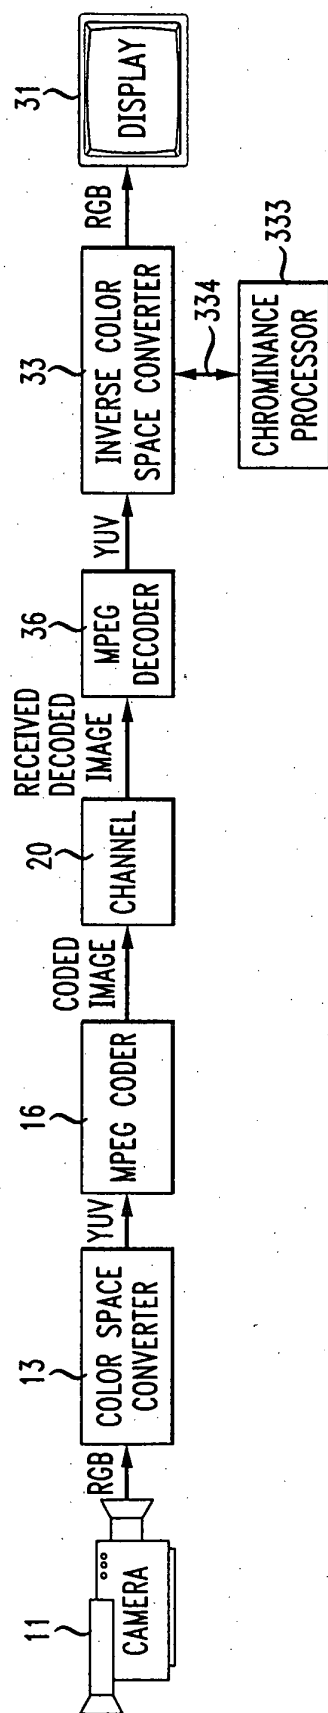 11
CAMERA
RGB
13
COLOR SPACE
CONVERTER
YUV
16
MPEG CODER
CODED
IMAGE
20
CHANNEL
RECEIVED
DECODED
IMAGE
36
MPEG
DECODER
YUV
33
INVERSE COLOR
SPACE CONVERTER
334
333
CHROMINANCE
PROCESSOR
RGB
31
DISPLAY